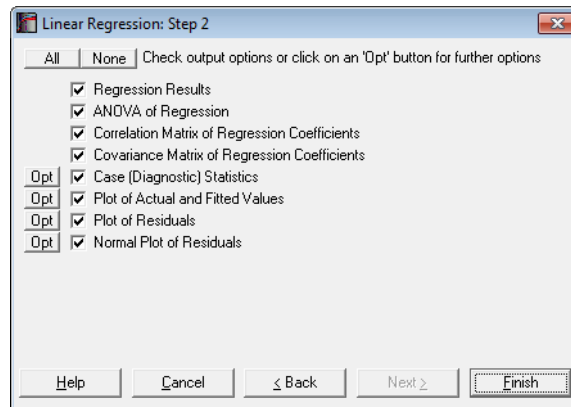 Linear Regression: Step 2
All None Check output options or click on an 'Opt' button for further options
Regression Results
ANOVA of Regression
Correlation Matrix of Regression Coefficients
Covariance Matrix of Regression Coefficients
Opt Case (Diagnostic) Statistics
Opt Plot of Actual and Fitted Values
Opt Plot of Residuals
Opt Normal Plot of Residuals
Help Cancel < Back Next > Finish